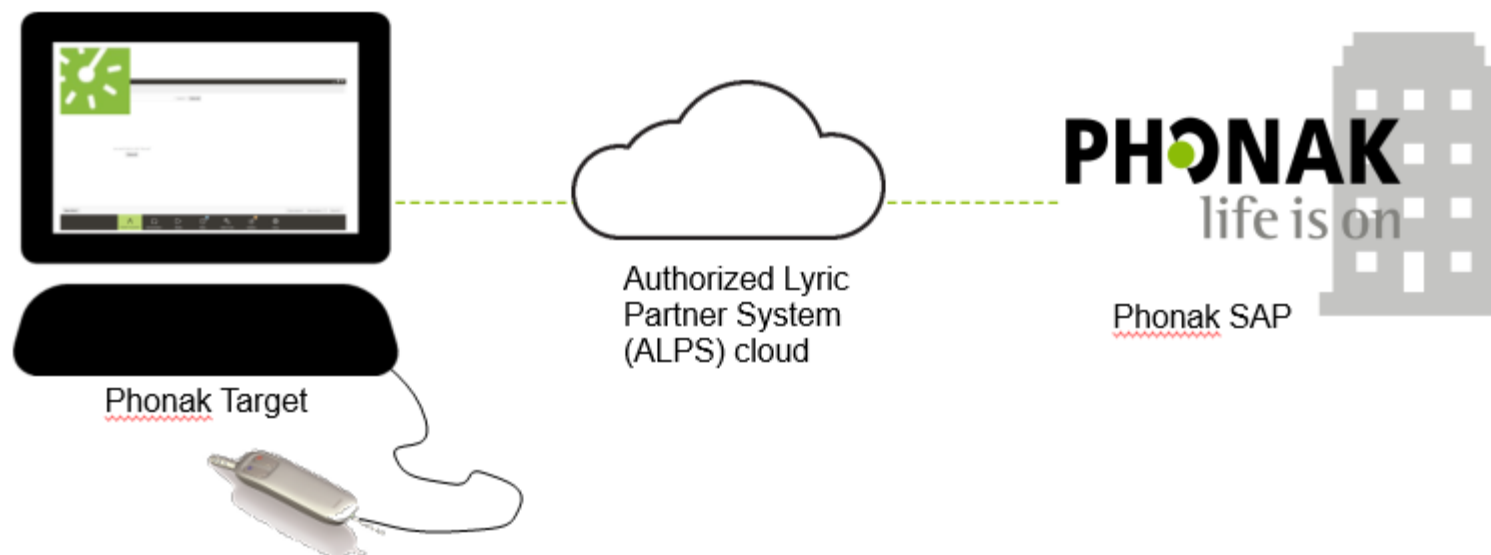 PHONAK
life is on
Authorized Lyric
Partner System
(ALPS) cloud
Phonak SAP
Phonak Target